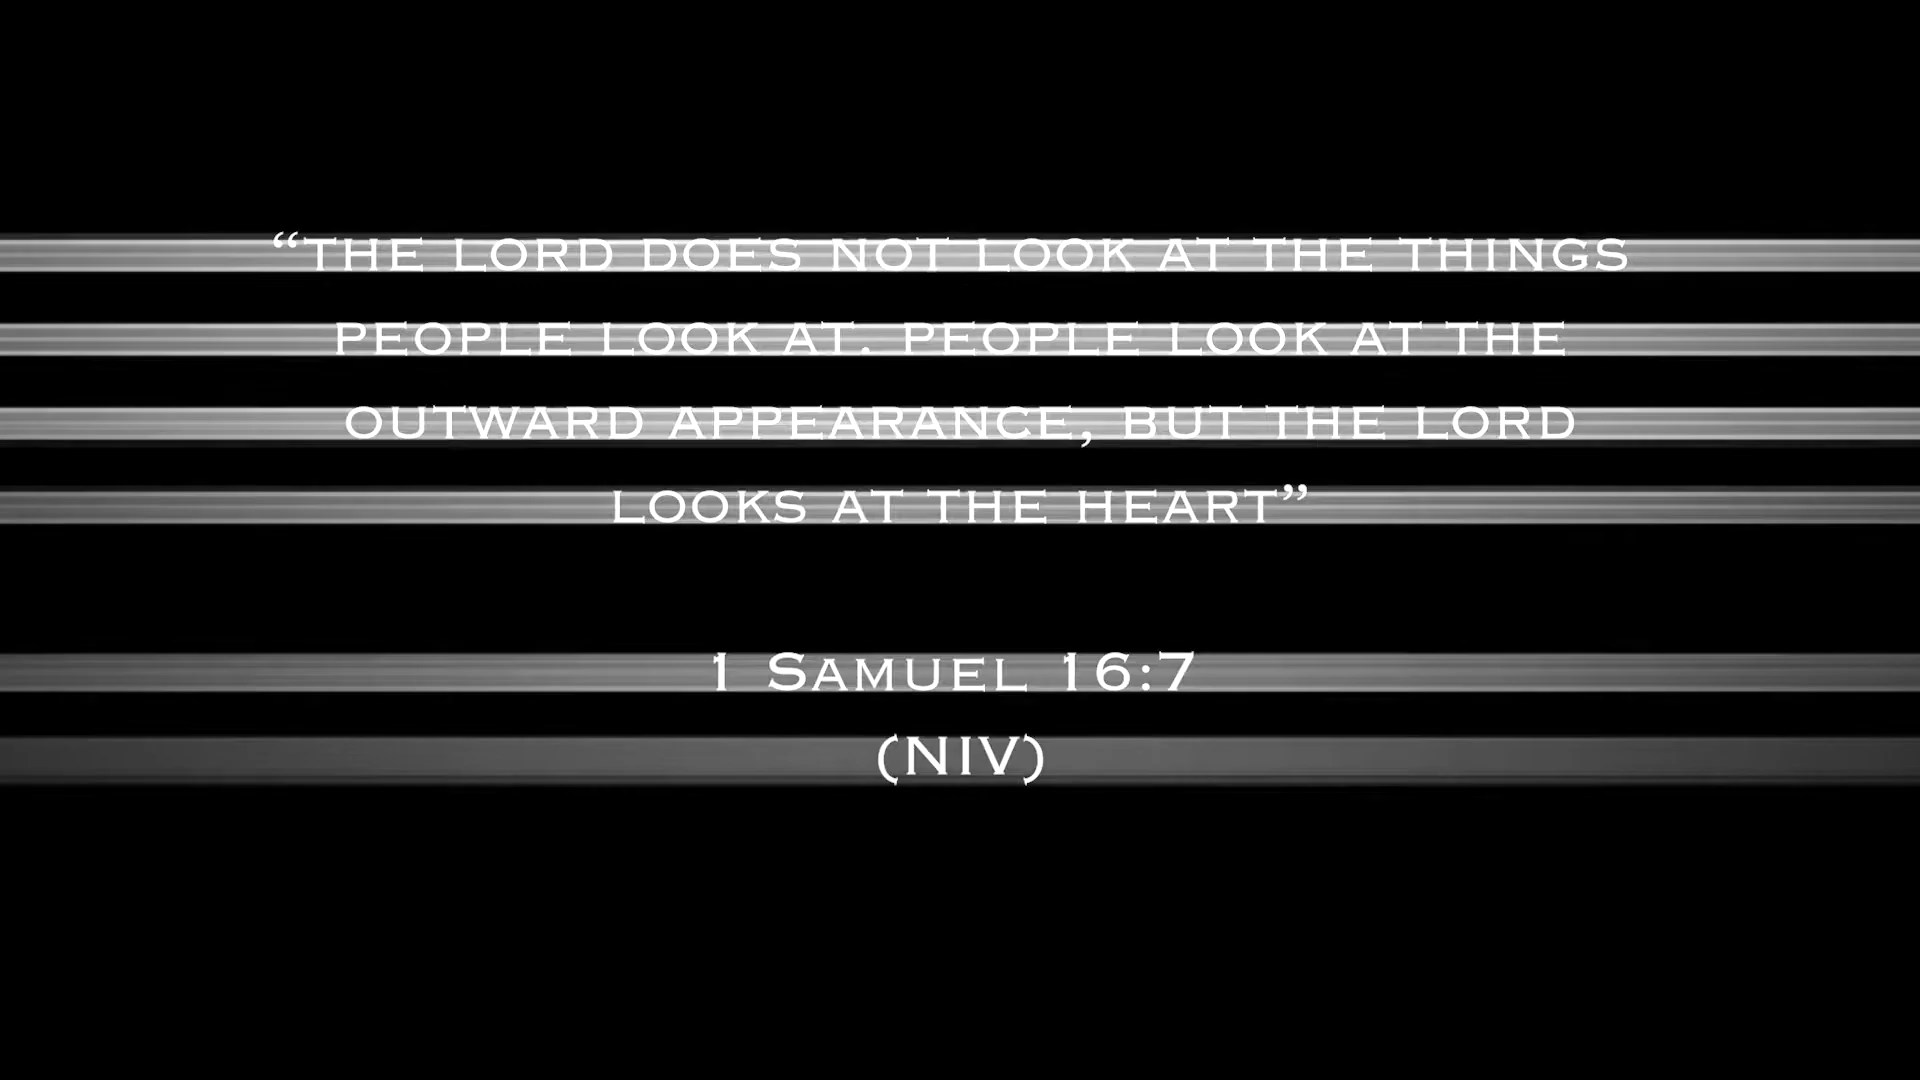 “THE LORD DOES NOT LOOK AT THE THINGS
PEOPLE LOOK AT. PEOPLE LOOK AT THE
OUTWARD APPEARANCE, BUT THE LORD
LOOKS AT THE HEART”
1 SAMUEL 16:7
(NIV)